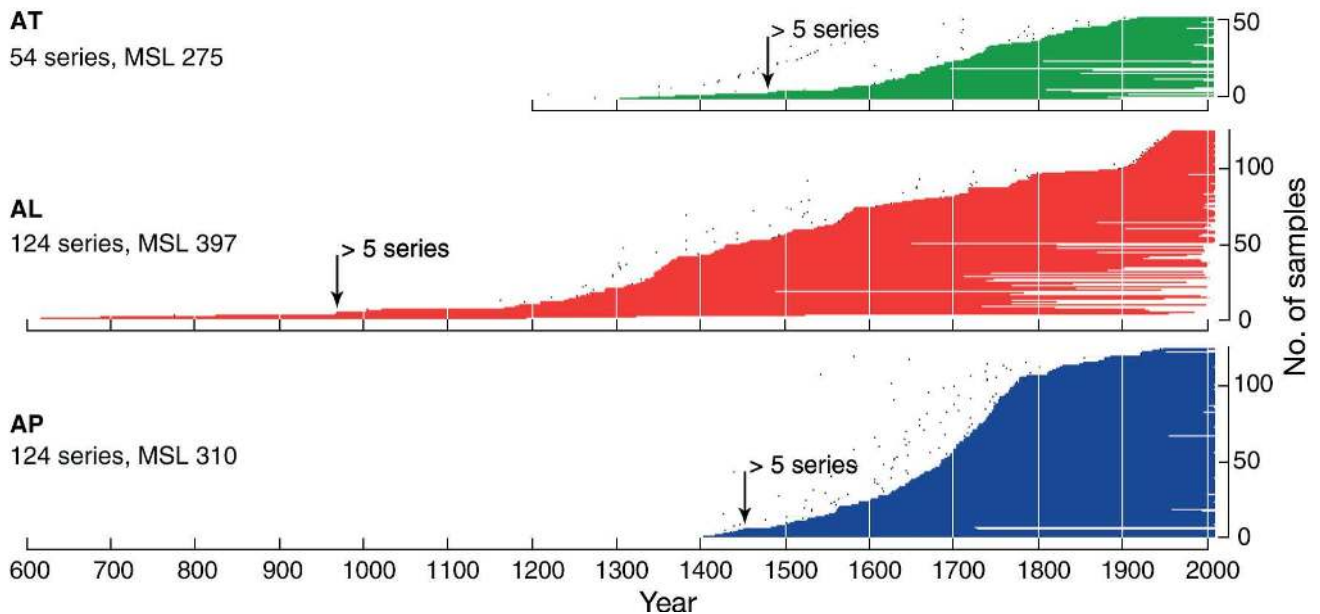 AT
54 series, MSL 275
> 5 series
50
0
AL
124 series, MSL 397
> 5 series
100
50
0
AP
124 series, MSL 310
> 5 series
100
50
0
No. of samples
600 700 800 900 1000 1100 1200 1300 1400 1500 1600 1700 1800 1900 2000
Year